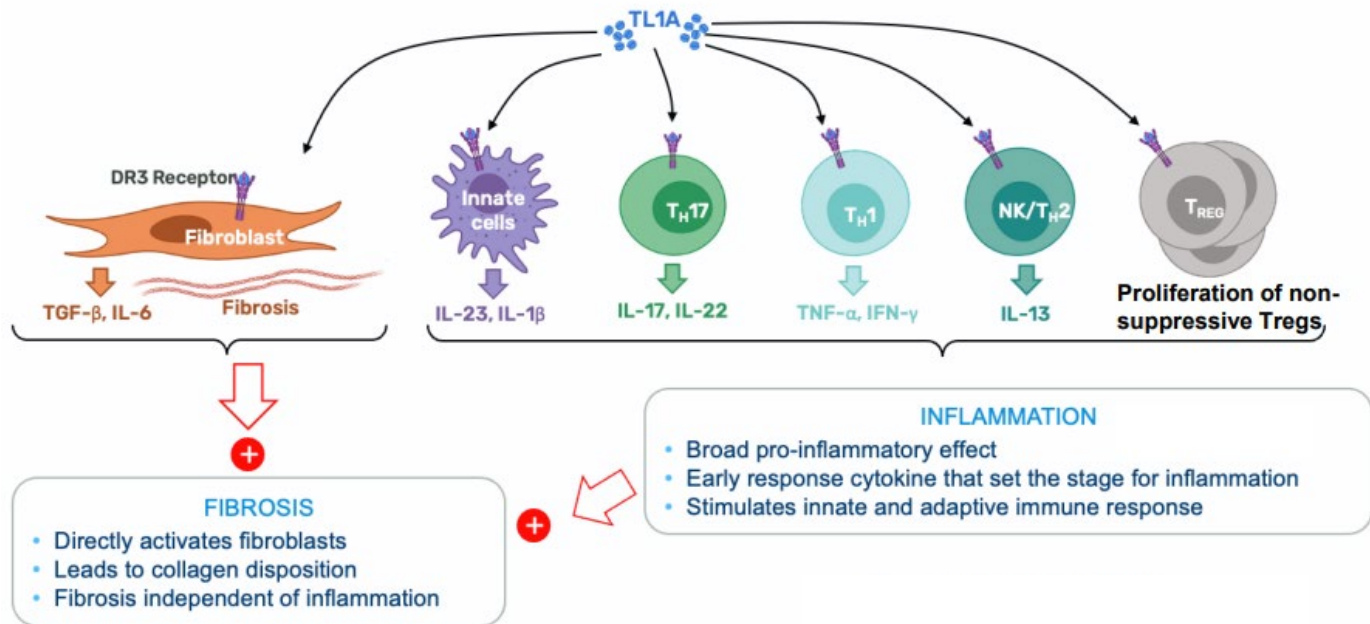 TL1A
DR3 Receptor
Fibroblast
Fibrosis
TGF-β, IL-6
Innate
cells
IL-23, IL-1β
TH17
IL-17, IL-22
TH1
TNF-α, IFN-γ
NK/TH2
IL-13
TREG
Proliferation of non-
suppressive Tregs
INFLAMMATION
• Broad pro-inflammatory effect
• Early response cytokine that set the stage for inflammation
• Stimulates innate and adaptive immune response
FIBROSIS
• Directly activates fibroblasts
• Leads to collagen disposition
• Fibrosis independent of inflammation